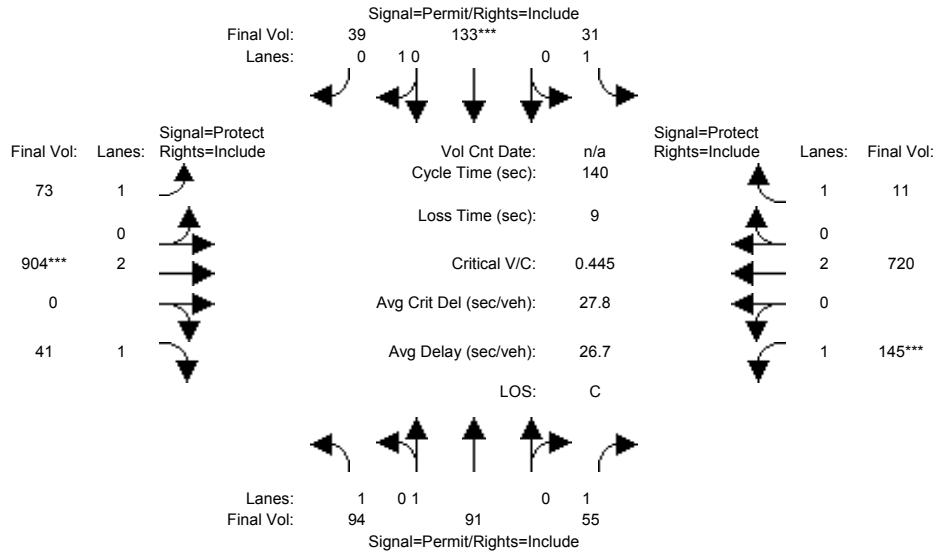 Signal=Permit/Rights=Include
Final Vol: 39 133*** 31
Lanes: 0 1 0 0 1
Signal=Protect Signal=Protect
Final Vol: Lanes: Rights=Include Vol Cnt Date: n/a Rights=Include Lanes: Final Vol:
Cycle Time (sec): 140
73 1 1 11
Loss Time (sec): 9
0 0
904*** 2 Critical V/C: 0.445 2 720
0 Avg Crit Del (sec/veh): 27.8 0
41 1 Avg Delay (sec/veh): 26.7 1 145***
LOS: C
Lanes: 1 0 1 0 1
Final Vol: 94 91 55
Signal=Permit/Rights=Include